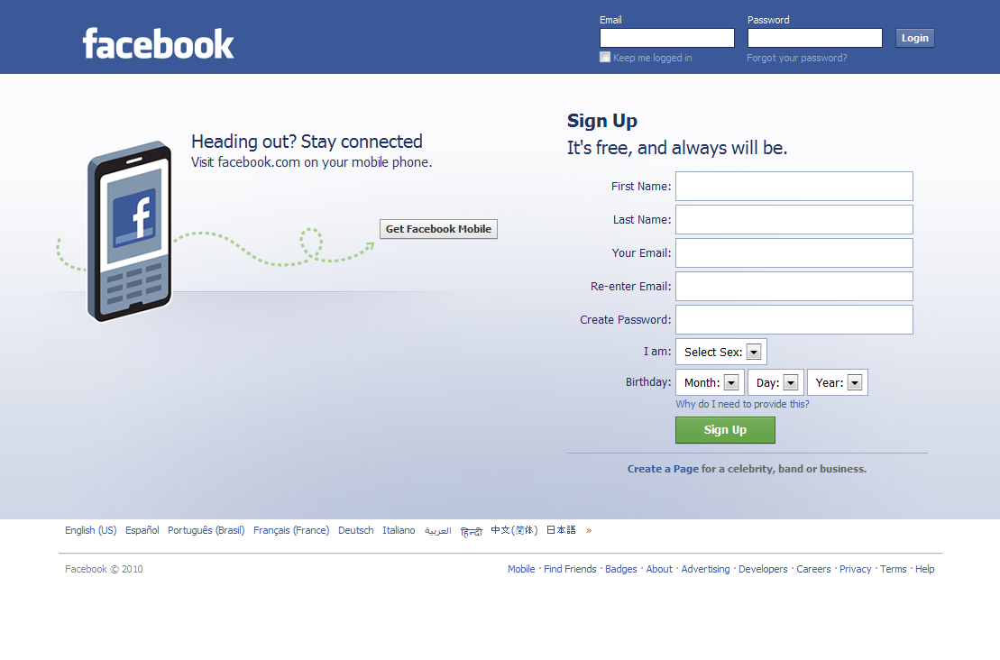 facebook
Email
Password
Login
Keep me logged in
Forgot your password?
Heading out? Stay connected
Visit facebook.com on your mobile phone.
f
Get Facebook Mobile
Sign Up
It's free, and always will be.
First Name:
Last Name:
Your Email:
Re-enter Email:
Create Password:
I am: Select Sex:
Birthday: Month: Day: Year:
Why do I need to provide this?
Sign Up
Create a Page for a celebrity, band or business.
English (US) Español Português (Brasil) Français (France) Deutsch Italiano العربية हिन्दी 中文(简体) 日本語 »
Facebook © 2010
Mobile · Find Friends · Badges · About · Advertising · Developers · Careers · Privacy · Terms · Help